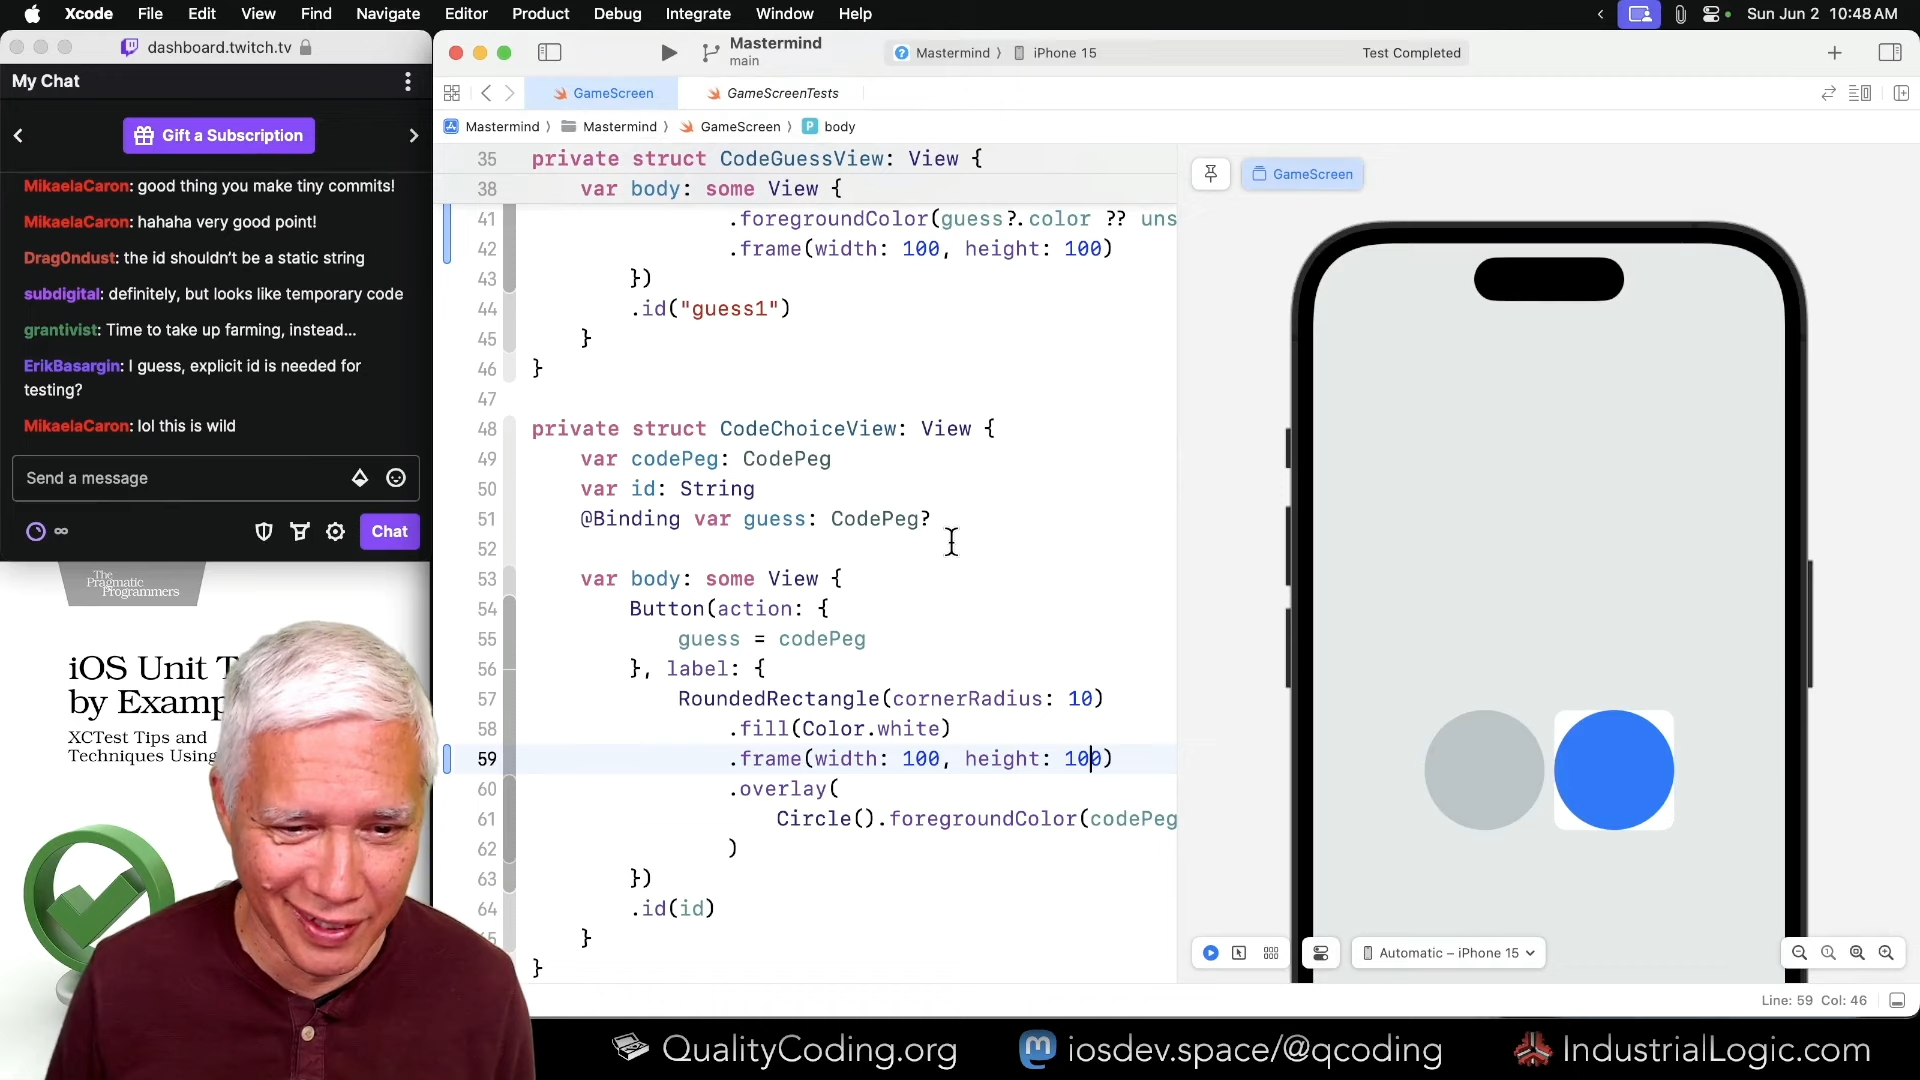 Xcode File Edit View Find Navigate Editor Product Debug Integrate Window Help Sun Jun 2 10:48 AM
dashboard.twitch.tv
My Chat
Gift a Subscription
MikaelaCaron: good thing you make tiny commits!
MikaelaCaron: hahaha very good point!
Drag0ndust: the id shouldn't be a static string
subdigital: definitely, but looks like temporary code
grantivist: Time to take up farming, instead...
ErikBasargin: I guess, explicit id is needed for
testing?
MikaelaCaron: lol this is wild
Send a message
∞
Chat
The
Pragmatic
Programmers
iOS Unit T
by Examp
XCTest Tips and
Techniques Using
Mastermind
main
Mastermind 〉 iPhone 15
Test Completed
GameScreen
GameScreenTests
Mastermind 〉 Mastermind 〉 GameScreen 〉 P body
35 private struct CodeGuessView: View {
38 var body: some View {
41 .foregroundColor(guess?.color ?? uns
42 .frame(width: 100, height: 100)
43 })
44 .id("guess1")
45 }
46 }
47
48 private struct CodeChoiceView: View {
49 var codePeg: CodePeg
50 var id: String
51 @Binding var guess: CodePeg?
52
53 var body: some View {
54 Button(action: {
55 guess = codePeg
56 }, label: {
57 RoundedRectangle(cornerRadius: 10)
58 .fill(Color.white)
59 .frame(width: 100, height: 100)
60 .overlay(
61 Circle().foregroundColor(codePeg
62 )
63 })
64 .id(id)
65 }
}
GameScreen
Automatic – iPhone 15
Line: 59 Col: 46
QualityCoding.org
iosdev.space/@qcoding
IndustrialLogic.com